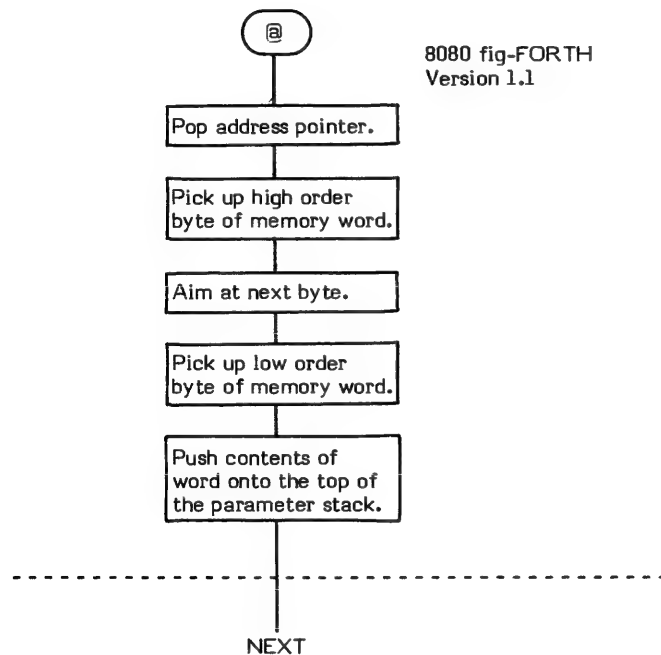 @
8080 fig-FORTH
Version 1.1
Pop address pointer.
Pick up high order
byte of memory word.
Aim at next byte.
Pick up low order
byte of memory word.
Push contents of
word onto the top of
the parameter stack.
NEXT